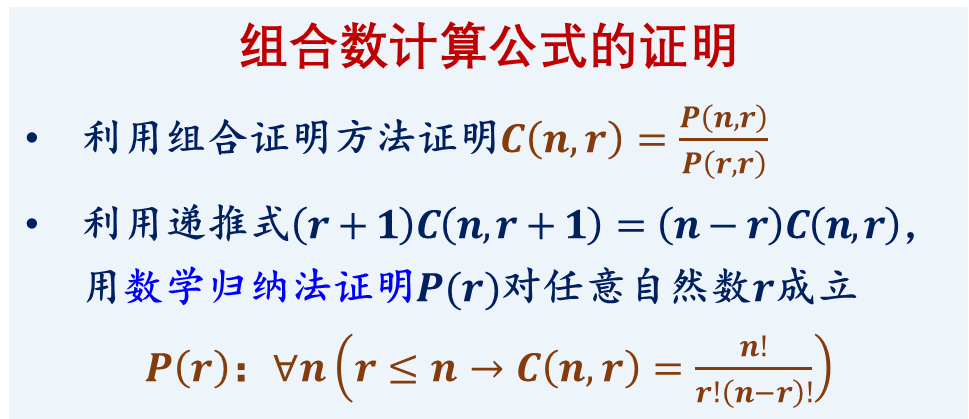 组合数计算公式的证明
• 利用组合证明方法证明C(n, r) = P(n,r)/P(r,r)
• 利用递推式(r + 1)C(n, r + 1) = (n − r)C(n, r)，
用数学归纳法证明P(r)对任意自然数r成立
P(r)：∀n(r ≤ n → C(n, r) = n!/r!(n−r)!)